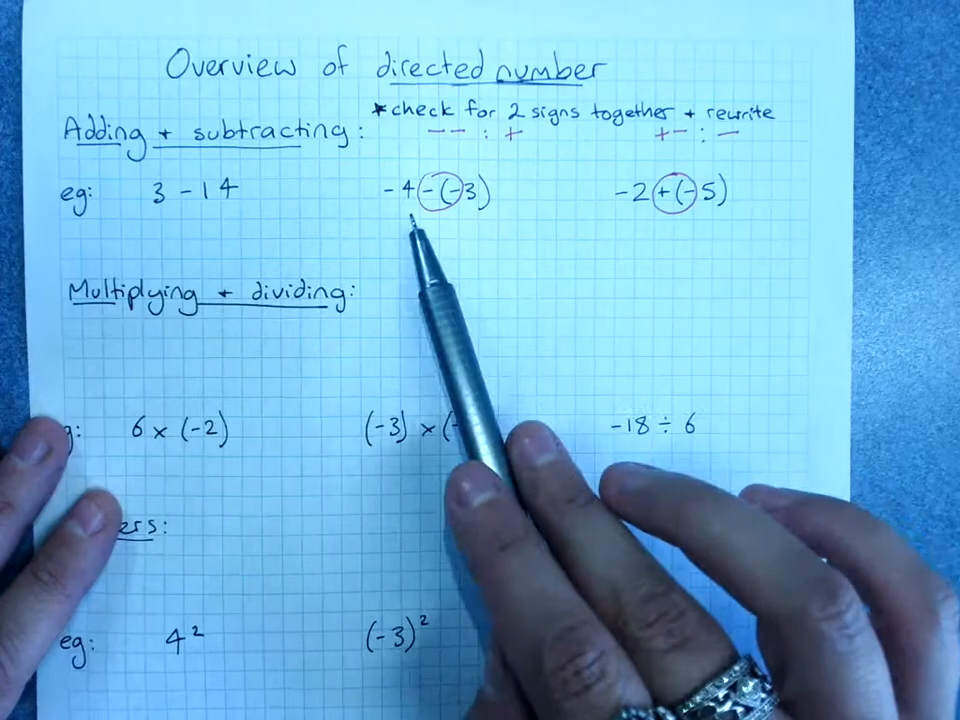 Overview of directed number
*check for 2 signs together + rewrite
Adding + subtracting: -- : + +- : -
eg: 3 - 14 -4 - (-3) -2 + (-5)
Multiplying + dividing:
6 × (-2) (-3) × (- -18 ÷ 6
eg: 4² (-3)²